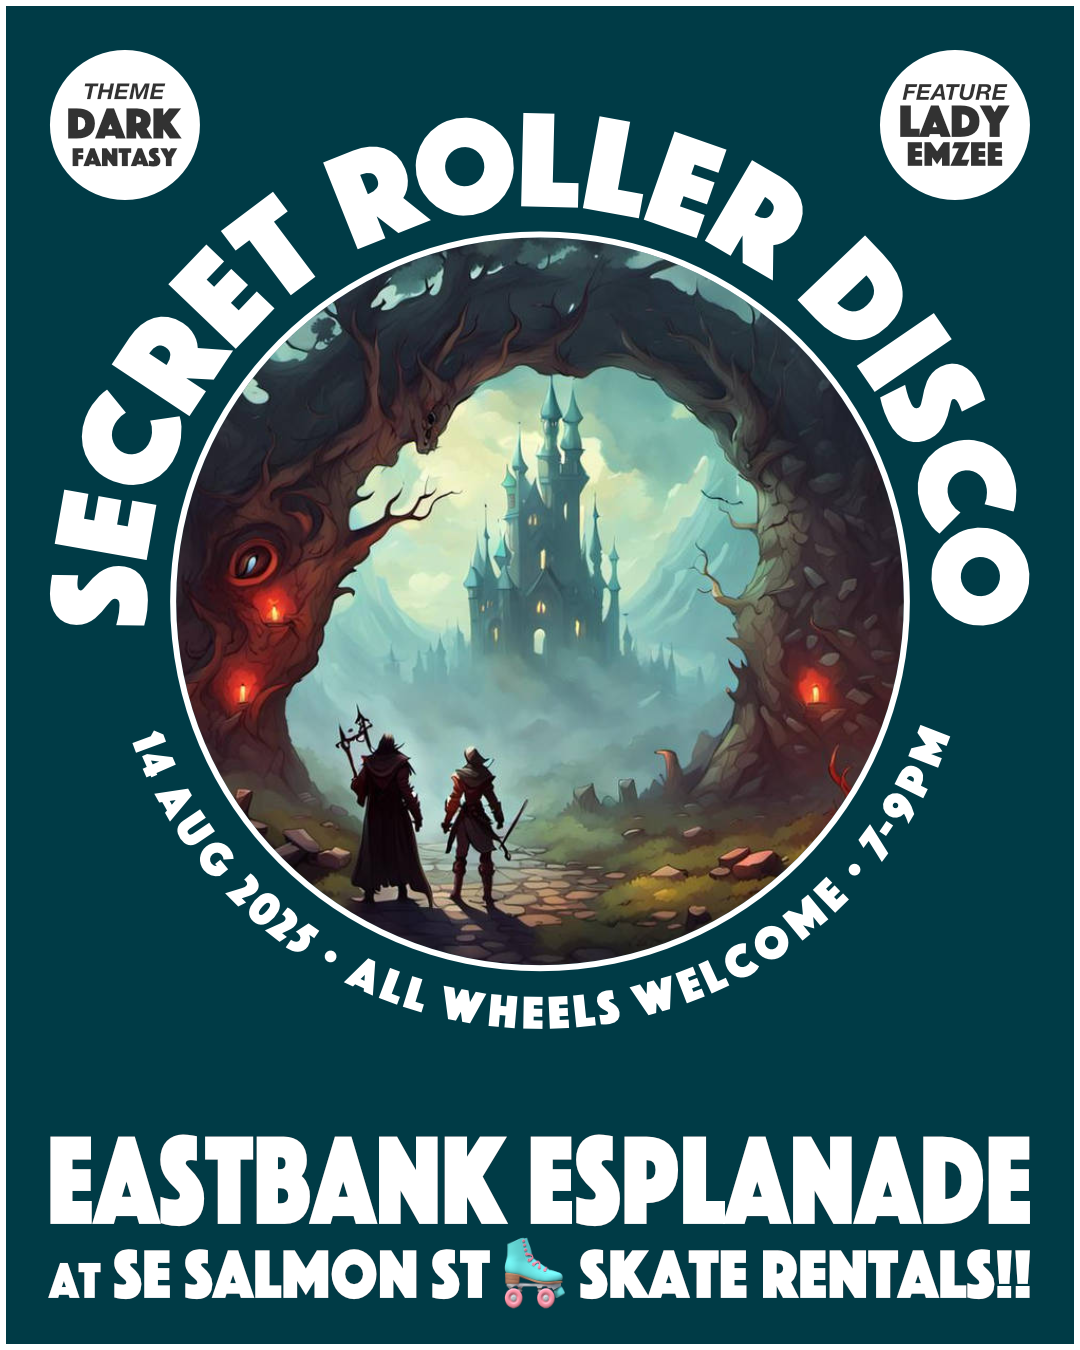 THEME
DARK
FANTASY
FEATURE
LADY
EMZEE
SECRET ROLLER DISCO
14 AUG 2025 • ALL WHEELS WELCOME • 7-9PM
EASTBANK ESPLANADE
AT SE SALMON ST 🛼 SKATE RENTALS!!